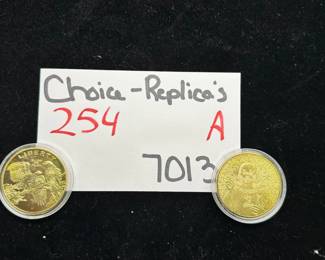 Choice-Replica's
254 A
7013
LIBERTY